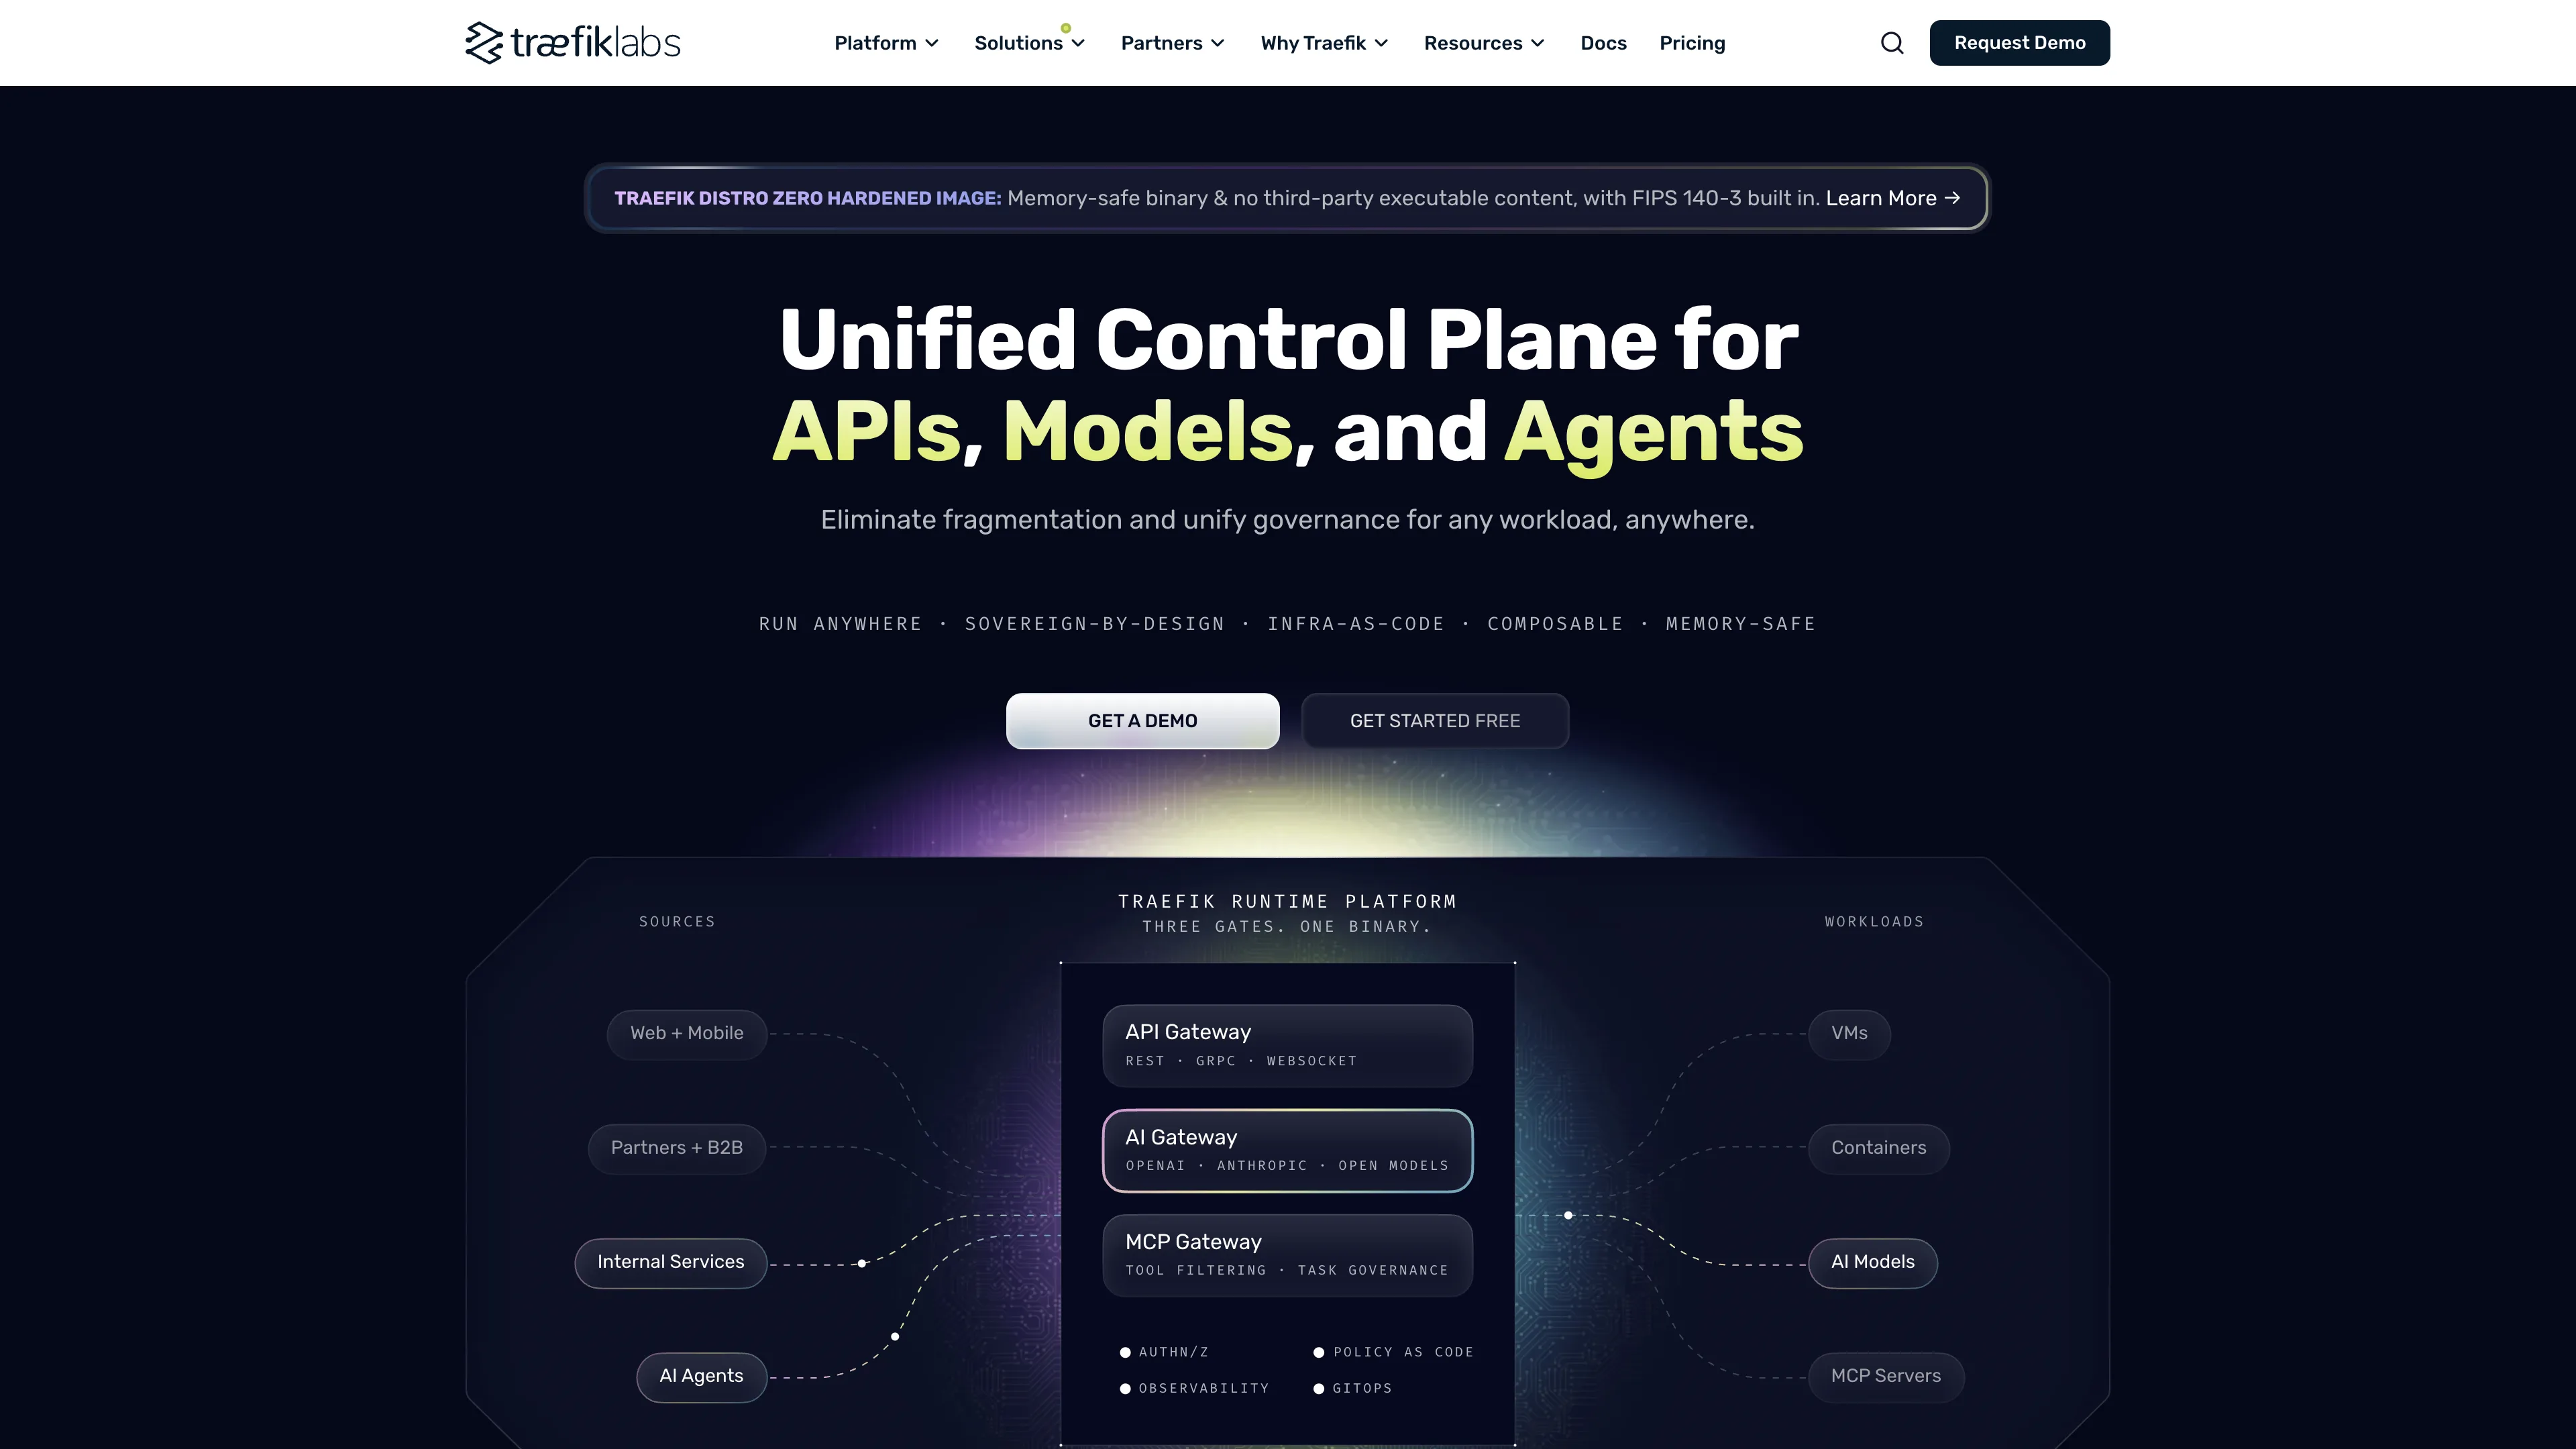 træfiklabs
Platform Solutions Partners Why Traefik Resources Docs Pricing Request Demo
TRAEFIK DISTRO ZERO HARDENED IMAGE: Memory-safe binary & no third-party executable content, with FIPS 140-3 built in. Learn More →
Unified Control Plane for
APIs, Models, and Agents
Eliminate fragmentation and unify governance for any workload, anywhere.
RUN ANYWHERE · SOVEREIGN-BY-DESIGN · INFRA-AS-CODE · COMPOSABLE · MEMORY-SAFE
GET A DEMO GET STARTED FREE
TRAEFIK RUNTIME PLATFORM
THREE GATES. ONE BINARY.
SOURCES
Web + Mobile
Partners + B2B
Internal Services
AI Agents
API Gateway
REST · GRPC · WEBSOCKET
AI Gateway
OPENAI · ANTHROPIC · OPEN MODELS
MCP Gateway
TOOL FILTERING · TASK GOVERNANCE
AUTHN/Z POLICY AS CODE
OBSERVABILITY GITOPS
WORKLOADS
VMs
Containers
AI Models
MCP Servers